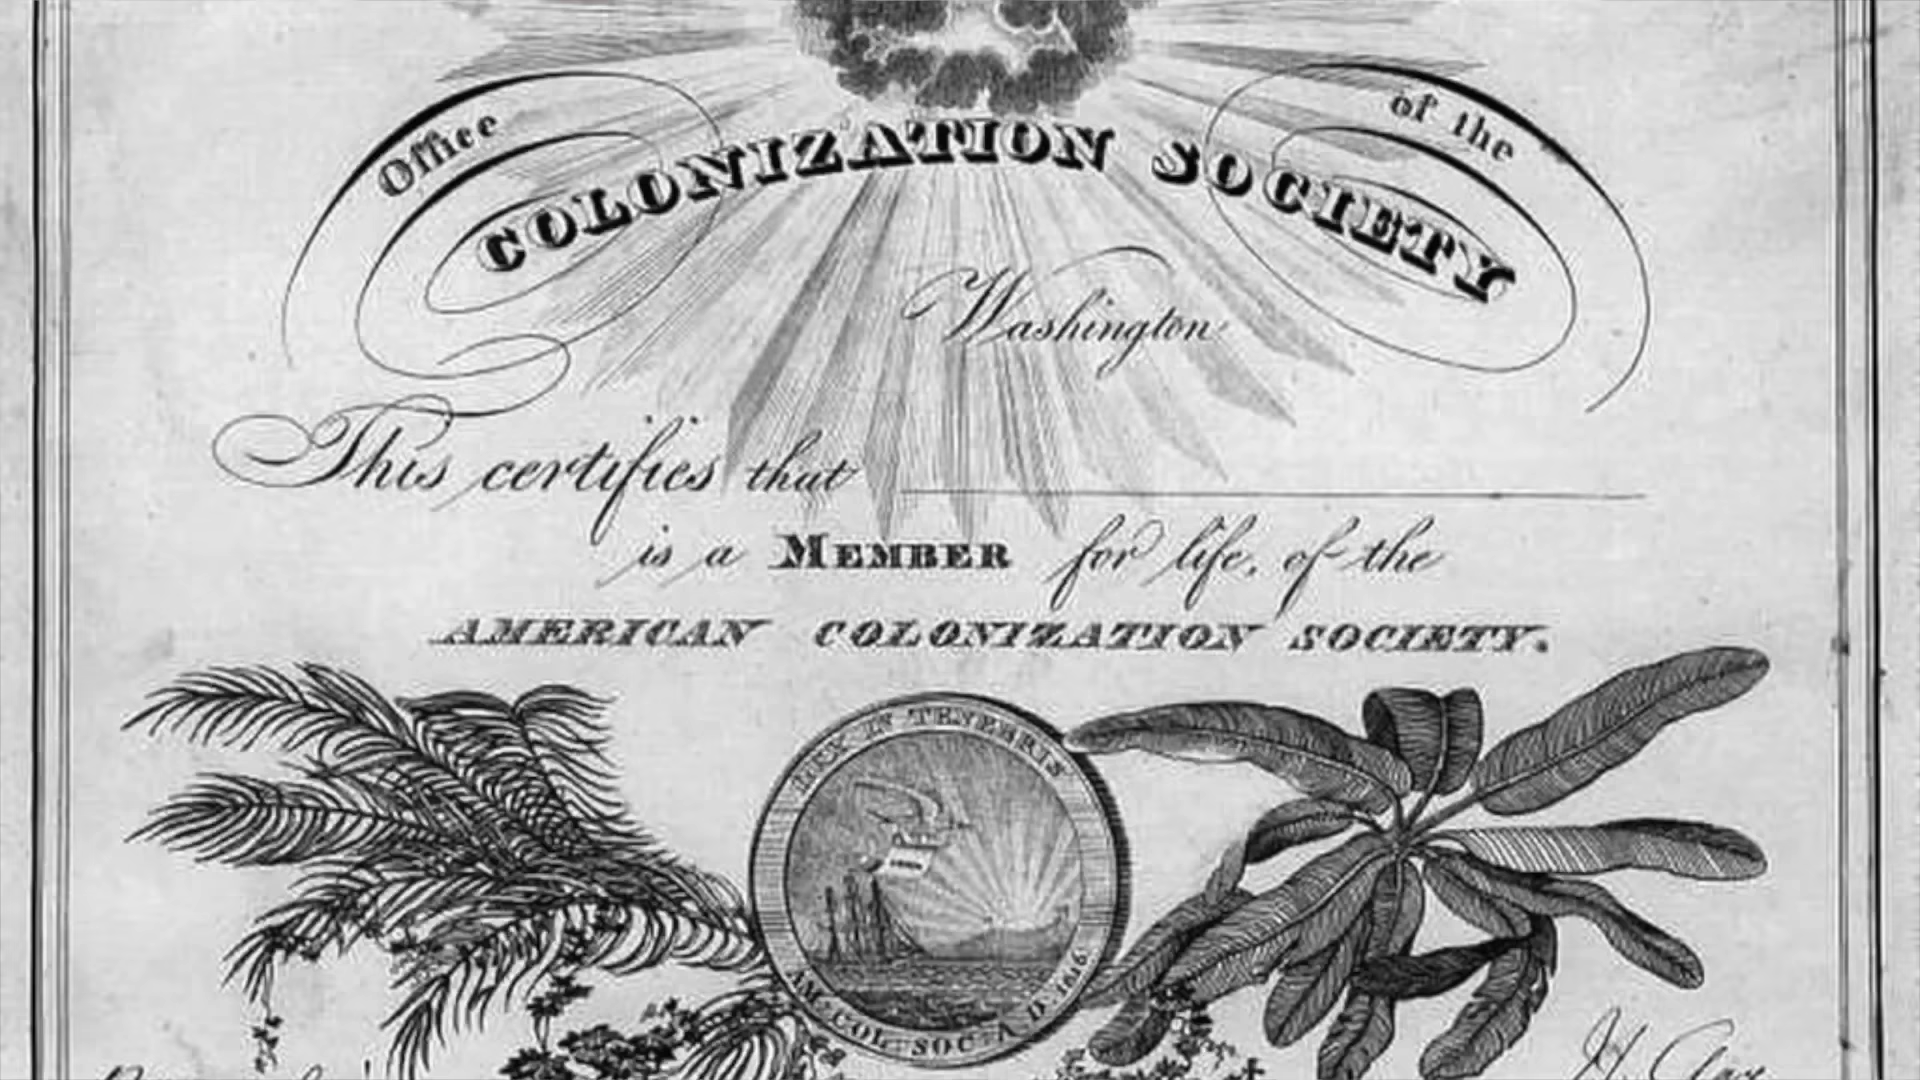 Office of the
COLONIZATION SOCIETY
Washington
This certifies that
is a MEMBER for life, of the
AMERICAN COLONIZATION SOCIETY.
LUX IN TENEBRIS
AM. COL. SOC. A.D. 1816
H. Clay